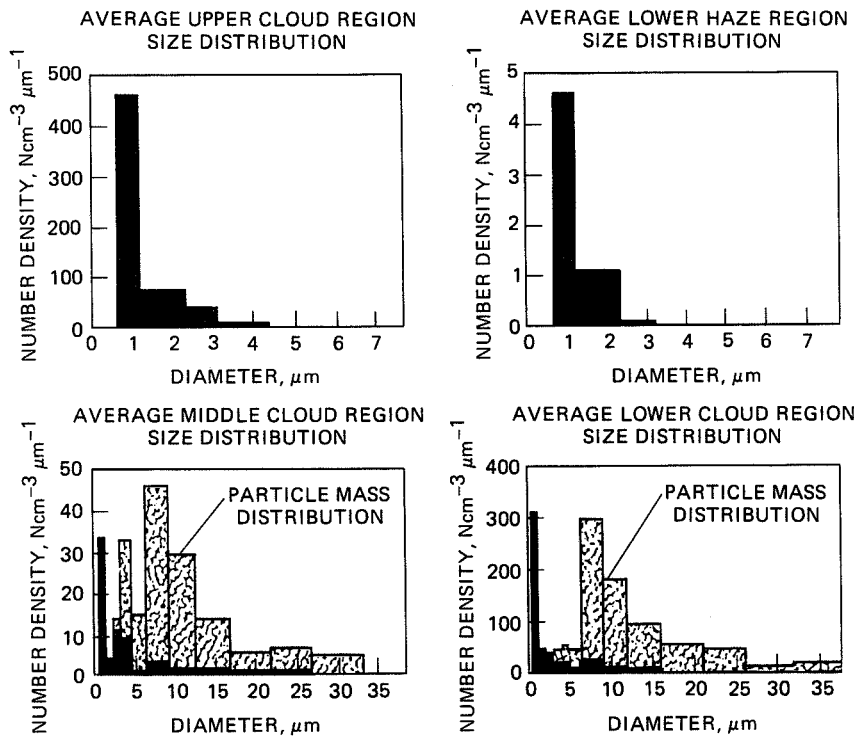 AVERAGE UPPER CLOUD REGION
SIZE DISTRIBUTION
NUMBER DENSITY, Ncm⁻³ μm⁻¹
500
400
300
200
100
0
0 1 2 3 4 5 6 7
DIAMETER, μm
AVERAGE LOWER HAZE REGION
SIZE DISTRIBUTION
NUMBER DENSITY, Ncm⁻³ μm⁻¹
5
4
3
2
1
0
0 1 2 3 4 5 6 7
DIAMETER, μm
AVERAGE MIDDLE CLOUD REGION
SIZE DISTRIBUTION
NUMBER DENSITY, Ncm⁻³ μm⁻¹
50
40
30
20
10
0
PARTICLE MASS
DISTRIBUTION
0 5 10 15 20 25 30 35
DIAMETER, μm
AVERAGE LOWER CLOUD REGION
SIZE DISTRIBUTION
NUMBER DENSITY, Ncm⁻³ μm⁻¹
400
300
200
100
0
PARTICLE MASS
DISTRIBUTION
0 5 10 15 20 25 30 35
DIAMETER, μm